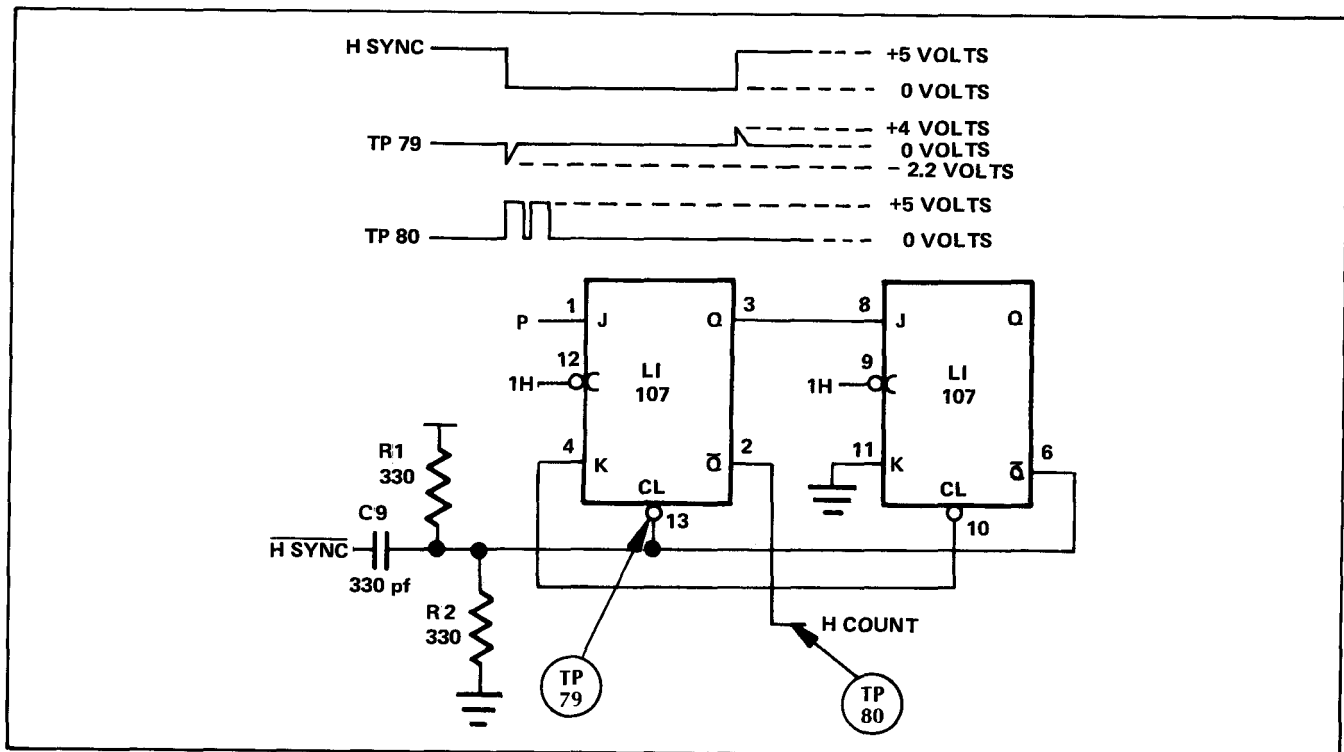 H SYNC
+5 VOLTS
0 VOLTS
TP 79
+4 VOLTS
0 VOLTS
- 2.2 VOLTS
TP 80
+5 VOLTS
0 VOLTS
P
1
J
Q
3
8
J
Q
12
1H
LI
107
9
1H
LI
107
R1
330
4
K
Q̅
2
11
K
Q̅
6
CL
13
CL
10
C9
H̅ ̅S̅Y̅N̅C̅
330 pf
R2
330
H COUNT
TP
79
TP
80